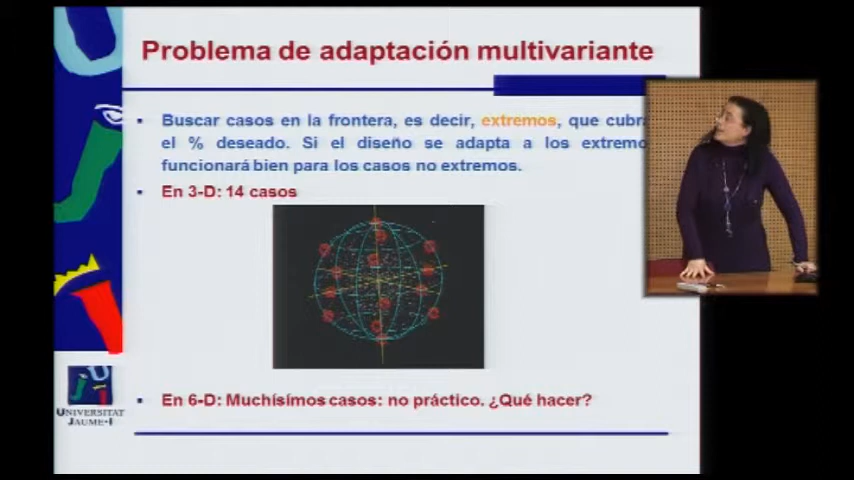 Problema de adaptación multivariante
Buscar casos en la frontera, es decir, extremos, que
el % deseado. Si el diseño se adapta a los
funcionará bien para los casos no extremos.
En 3-D: 14 casos
En 6-D: Muchísimos casos: no práctico. ¿Qué hacer?
UNIVERSITAT
JAUME-I